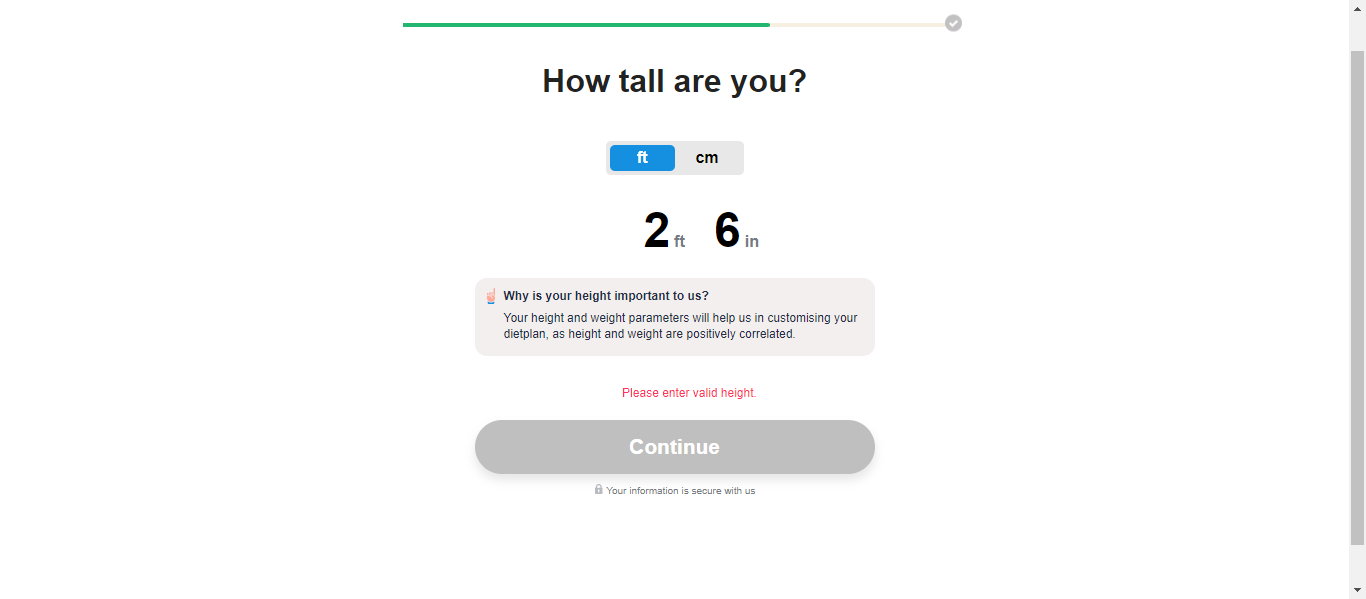 How tall are you?
ft cm
2 ft 6 in
Why is your height important to us?
Your height and weight parameters will help us in customising your
dietplan, as height and weight are positively correlated.
Please enter valid height.
Continue
Your information is secure with us